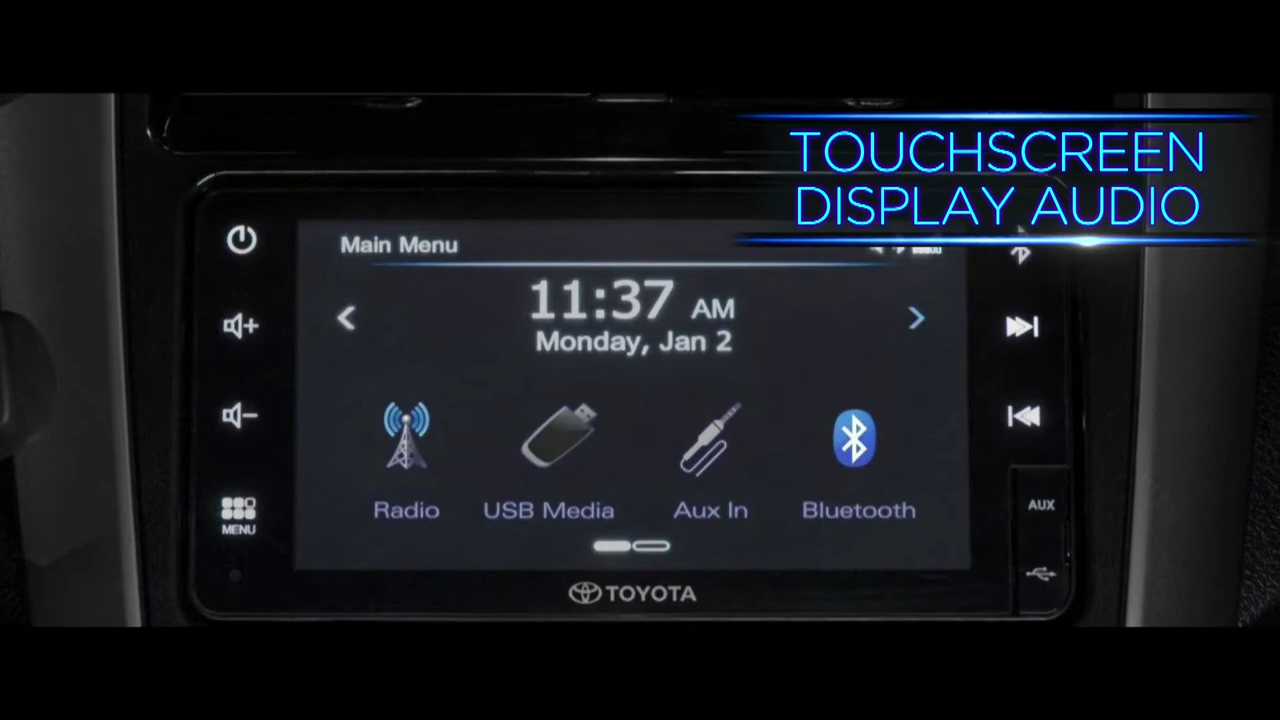 TOUCHSCREEN
DISPLAY AUDIO
Main Menu
11:37 AM
Monday, Jan 2
Radio
USB Media
Aux In
Bluetooth
MENU
AUX
TOYOTA